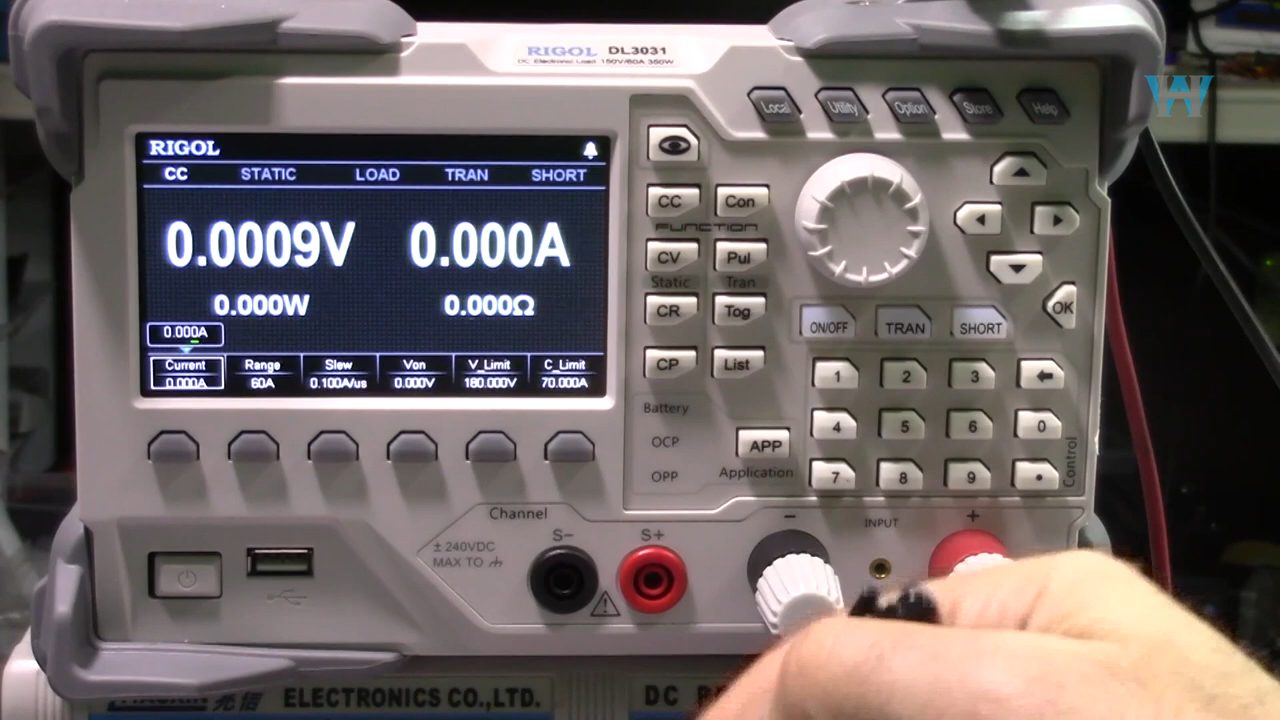 RIGOL DL3031
DC Electronic Load 150V/60A 350W
Local Utility Option Store Help
RIGOL
CC STATIC LOAD TRAN SHORT
0.0009V 0.000A
0.000W 0.000Ω
0.000A
Current Range Slew Von V_Limit C_Limit
0.000A 60A 0.100A/us 0.000V 180.000V 70.000A
CC Con
FUNCTION
CV Pul
Static Tran
CR Tog
CP List
Battery
OCP
OPP
APP
Application
OK
ON/OFF TRAN SHORT
1 2 3
4 5 6 0
7 8 9 •
Control
Channel
± 240VDC
MAX TO
S− S+
− INPUT +
ELECTRONICS CO.,LTD.
DC
W